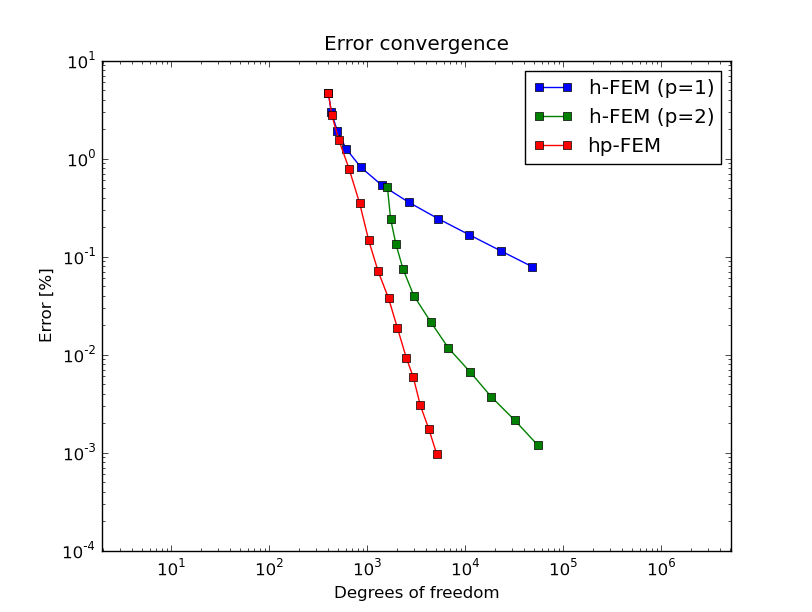 Error convergence
h-FEM (p=1)
h-FEM (p=2)
hp-FEM
10^1
10^0
10^-1
10^-2
10^-3
10^-4
Error [%]
10^1 10^2 10^3 10^4 10^5 10^6
Degrees of freedom